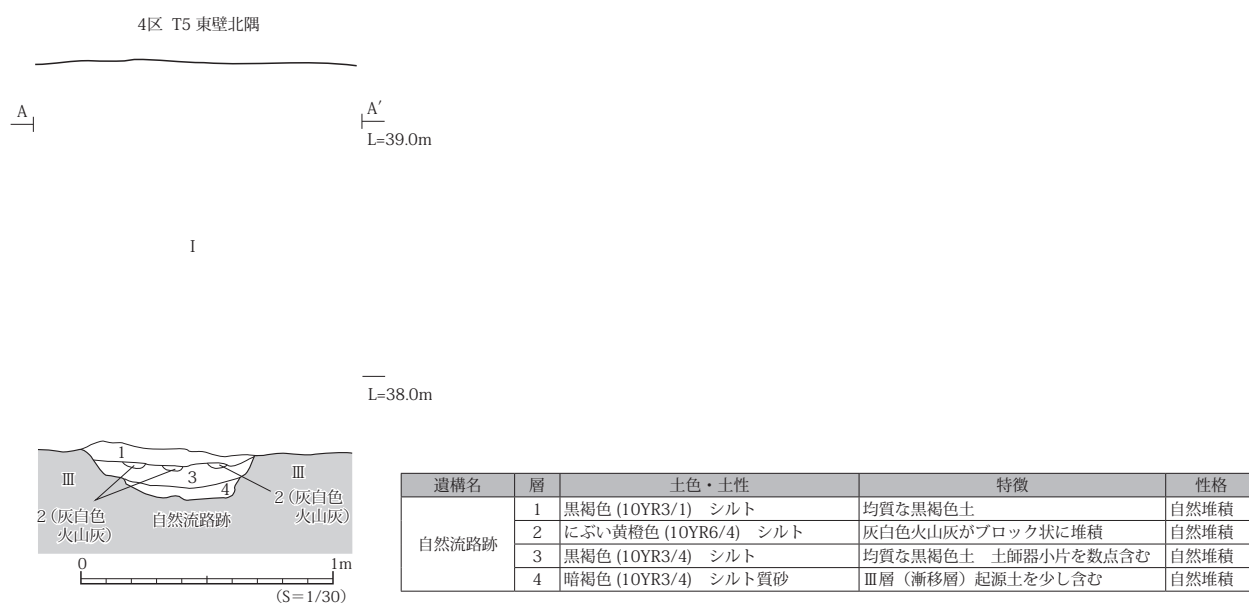 4区 T5 東壁北隅
A
A′
L=39.0m
I
L=38.0m
1
Ⅲ
3
Ⅲ
4
2 (灰白色
火山灰)
2 (灰白色
火山灰)
自然流路跡
0
1m
(S=1/30)
遺構名 層 土色・土性 特徴 性格
自然流路跡
1 黒褐色 (10YR3/1) シルト 均質な黒褐色土 自然堆積
2 にぶい黄橙色 (10YR6/4) シルト 灰白色火山灰がブロック状に堆積 自然堆積
3 黒褐色 (10YR3/4) シルト 均質な黒褐色土 土師器小片を数点含む 自然堆積
4 暗褐色 (10YR3/4) シルト質砂 Ⅲ層（漸移層）起源土を少し含む 自然堆積